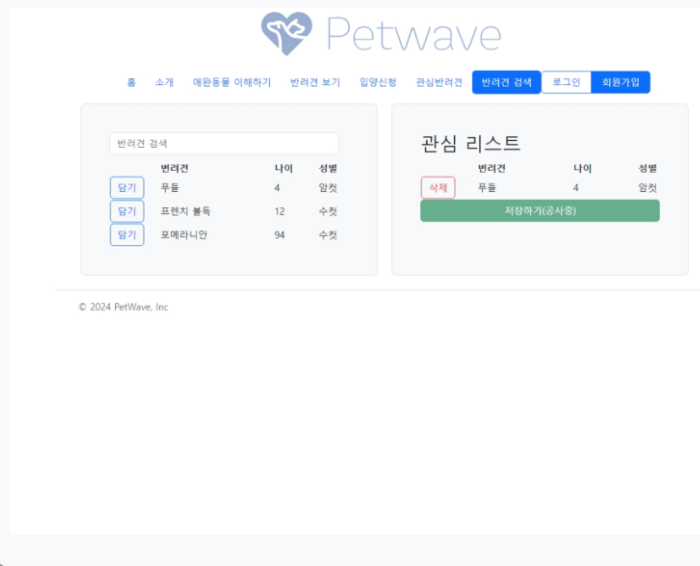 Petwave
홈 소개 애완동물 이해하기 반려견 보기 입양신청 관심반려견 반려견 검색 로그인 회원가입
반려견 검색
번려견 나이 성별
담기 푸들 4 암컷
담기 프렌치 불독 12 수컷
담기 포메라니안 94 수컷
관심 리스트
번려견 나이 성별
삭제 푸들 4 암컷
저장하기(공사중)
© 2024 PetWave, Inc